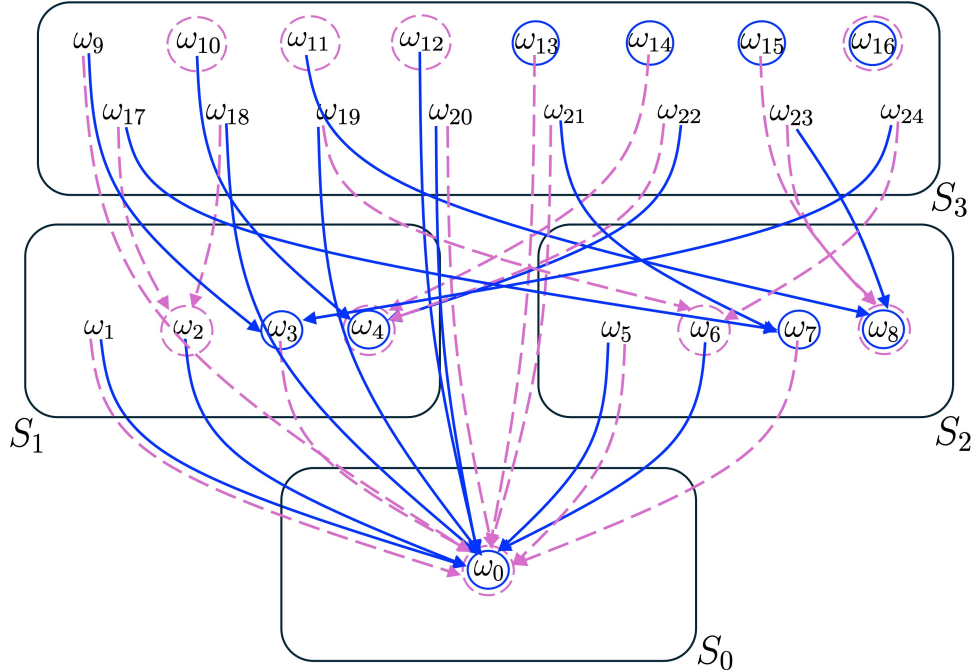 ω₉ ω₁₀ ω₁₁ ω₁₂ ω₁₃ ω₁₄ ω₁₅ ω₁₆
ω₁₇ ω₁₈ ω₁₉ ω₂₀ ω₂₁ ω₂₂ ω₂₃ ω₂₄
S₃
ω₁ ω₂ ω₃ ω₄ ω₅ ω₆ ω₇ ω₈
S₁ S₂
ω₀
S₀